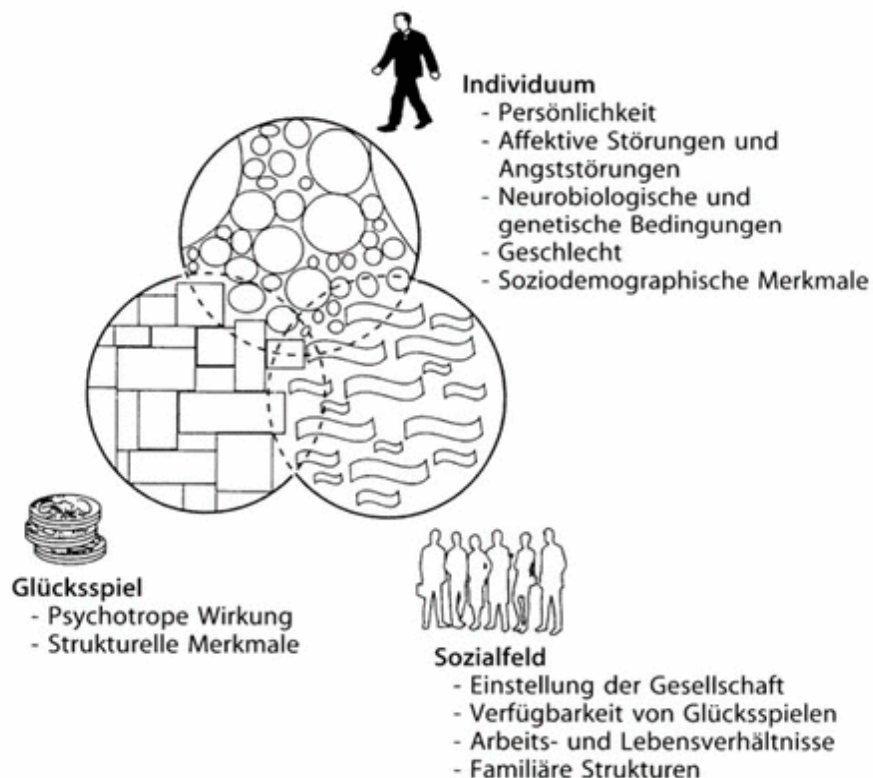 Individuum
- Persönlichkeit
- Affektive Störungen und
Angststörungen
- Neurobiologische und
genetische Bedingungen
- Geschlecht
- Soziodemographische Merkmale
Glücksspiel
- Psychotrope Wirkung
- Strukturelle Merkmale
Sozialfeld
- Einstellung der Gesellschaft
- Verfügbarkeit von Glücksspielen
- Arbeits- und Lebensverhältnisse
- Familiäre Strukturen